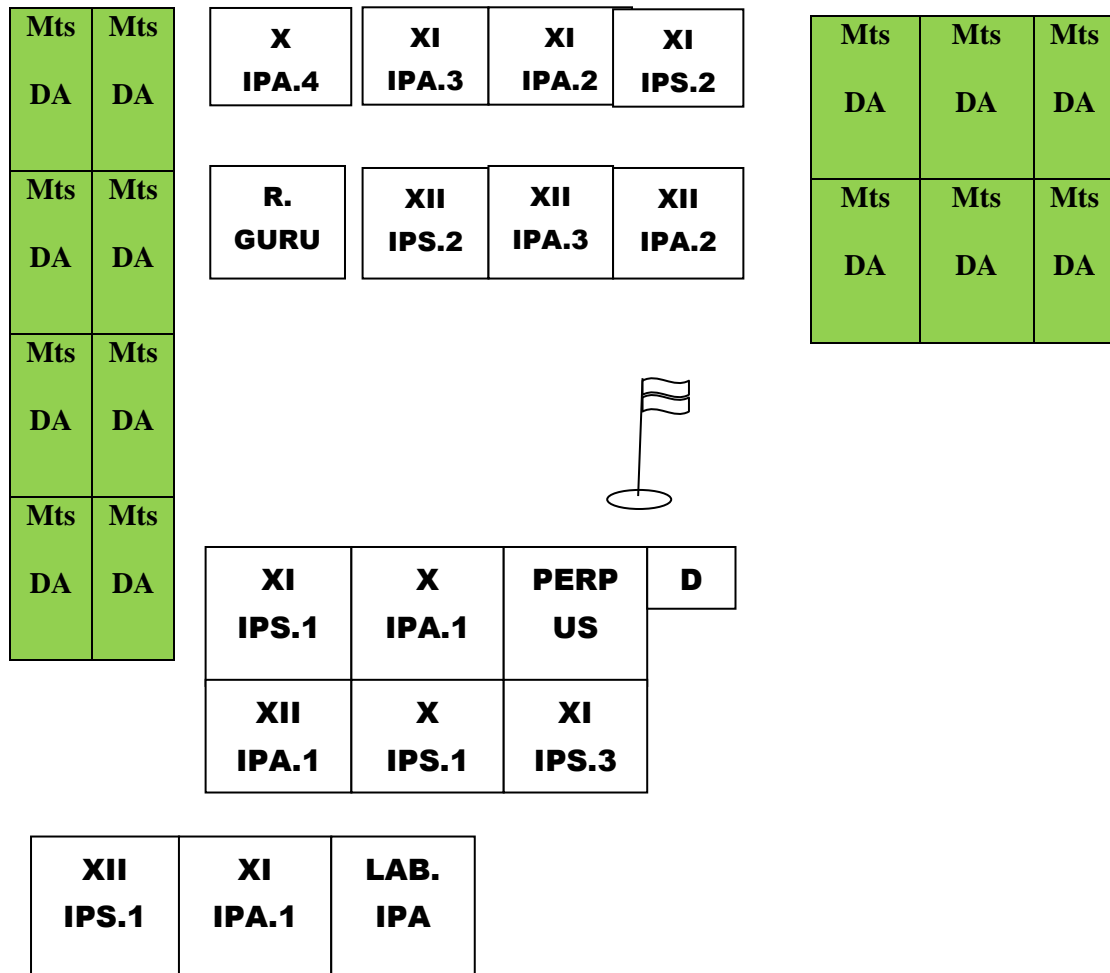 Mts Mts
DA DA
Mts Mts
DA DA
Mts Mts
DA DA
Mts Mts
DA DA
X
IPA.4
XI
IPA.3
XI
IPA.2
XI
IPS.2
R.
GURU
XII
IPS.2
XII
IPA.3
XII
IPA.2
Mts Mts Mts
DA DA DA
Mts Mts Mts
DA DA DA
XI
IPS.1
X
IPA.1
PERP
US
D
XII
IPA.1
X
IPS.1
XI
IPS.3
XII
IPS.1
XI
IPA.1
LAB.
IPA